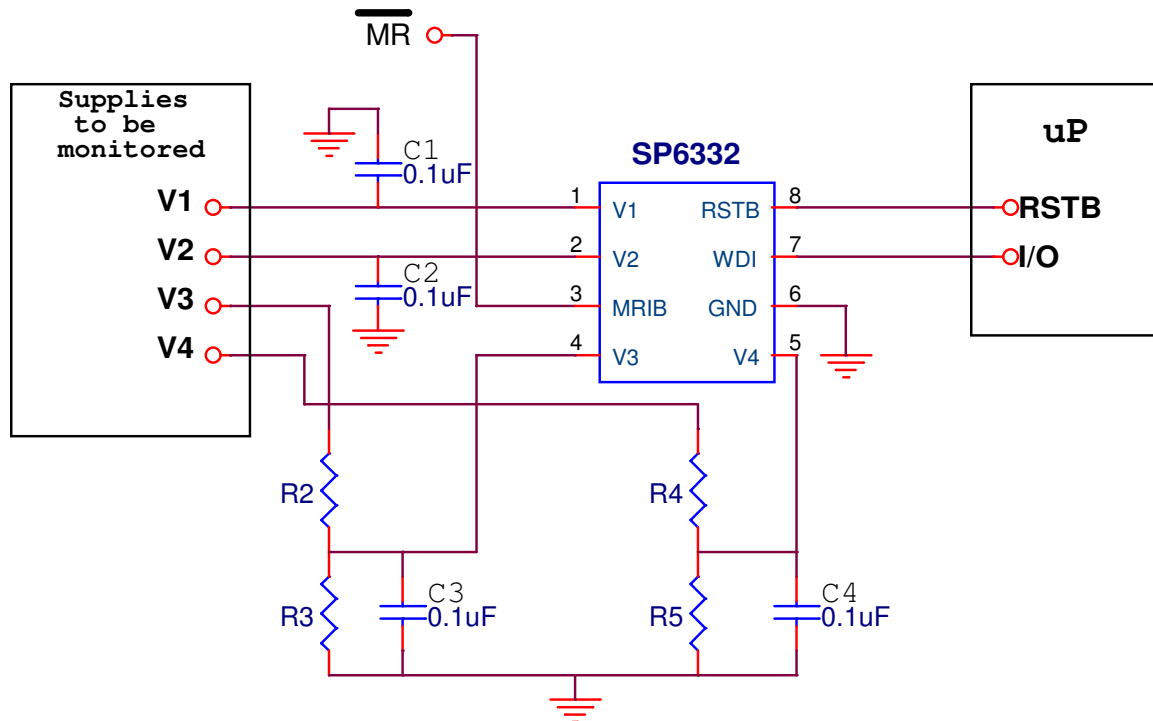 MR
Supplies
to be
monitored
V1
V2
V3
V4
C1
0.1uF
C2
0.1uF
SP6332
1
2
3
4
V1
V2
MRIB
V3
RSTB
WDI
GND
V4
8
7
6
5
uP
RSTB
I/O
R2
R3
C3
0.1uF
R4
R5
C4
0.1uF